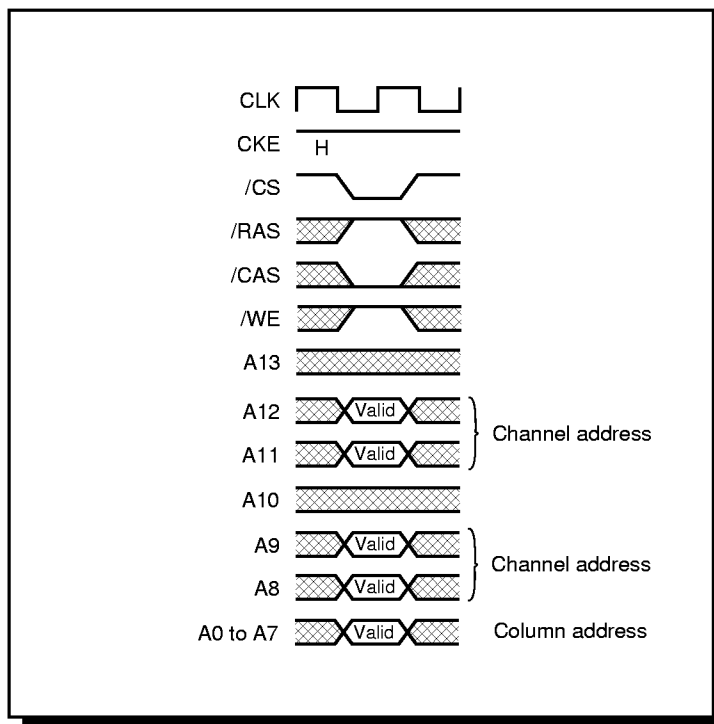 CLK
CKE H
/CS
/RAS
/CAS
/WE
A13
A12 Valid
Channel address
A11 Valid
A10
A9 Valid
Channel address
A8 Valid
A0 to A7 Valid Column address